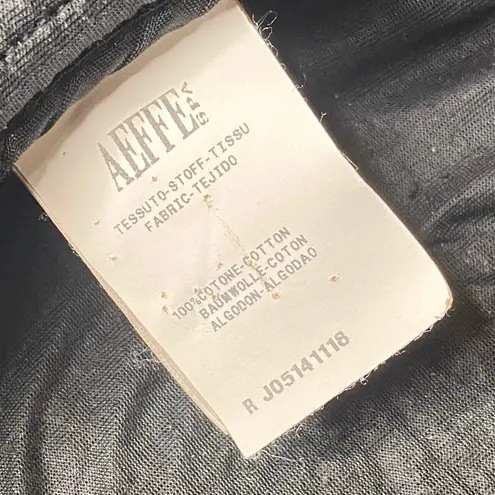 AEFFE SPA
TESSUTO-STOFF-TISSU
FABRIC-TEJIDO
100%COTONE-COTTON
BAUMWOLLE-COTON
ALGODON-ALGODAO
R J05141118